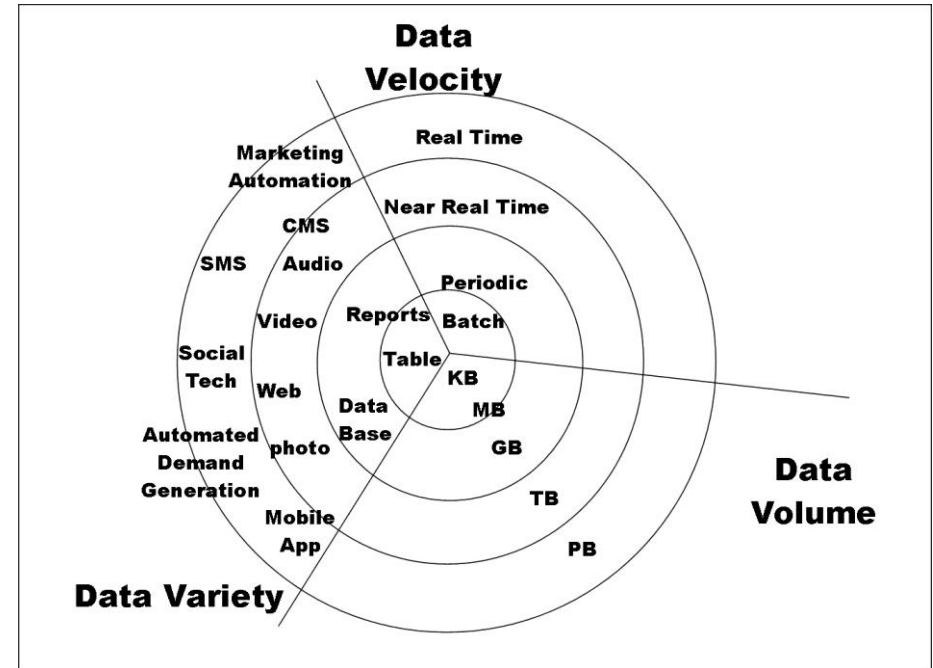 Data
Velocity
Real Time
Marketing
Automation
Near Real Time
CMS
SMS
Audio
Periodic
Reports
Batch
Video
Social
Tech
Table
KB
Web
Data
Base
MB
Automated
Demand
Generation
photo
GB
Data
Volume
TB
Mobile
App
PB
Data Variety